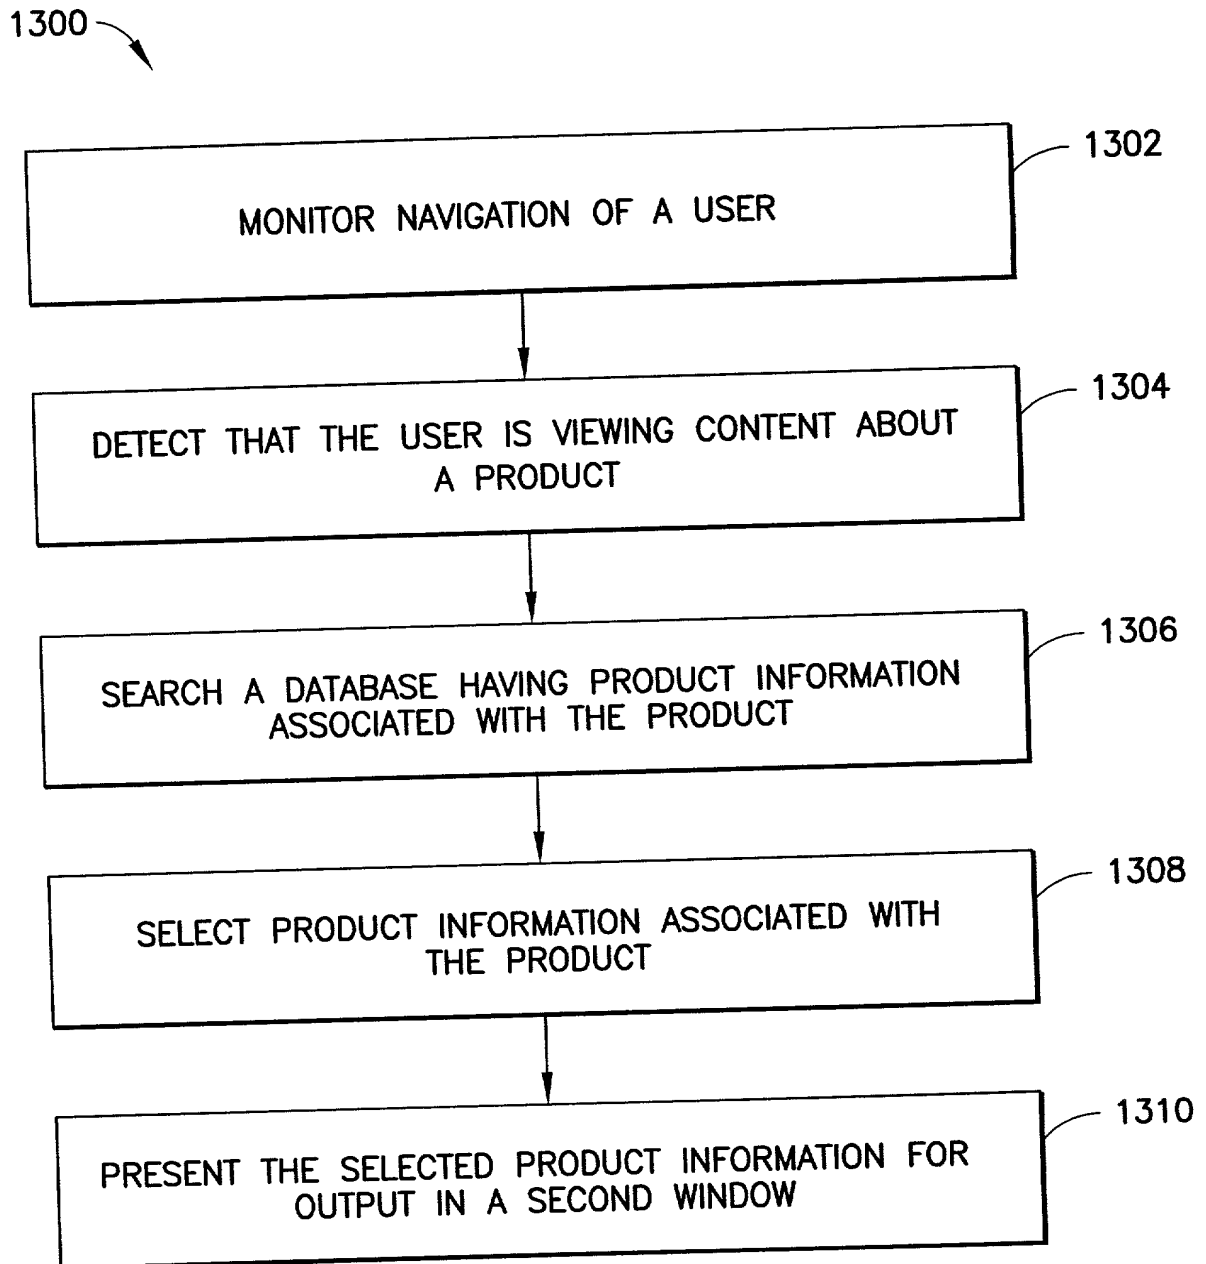 1300
MONITOR NAVIGATION OF A USER
1302
DETECT THAT THE USER IS VIEWING CONTENT ABOUT
A PRODUCT
1304
SEARCH A DATABASE HAVING PRODUCT INFORMATION
ASSOCIATED WITH THE PRODUCT
1306
SELECT PRODUCT INFORMATION ASSOCIATED WITH
THE PRODUCT
1308
PRESENT THE SELECTED PRODUCT INFORMATION FOR
OUTPUT IN A SECOND WINDOW
1310